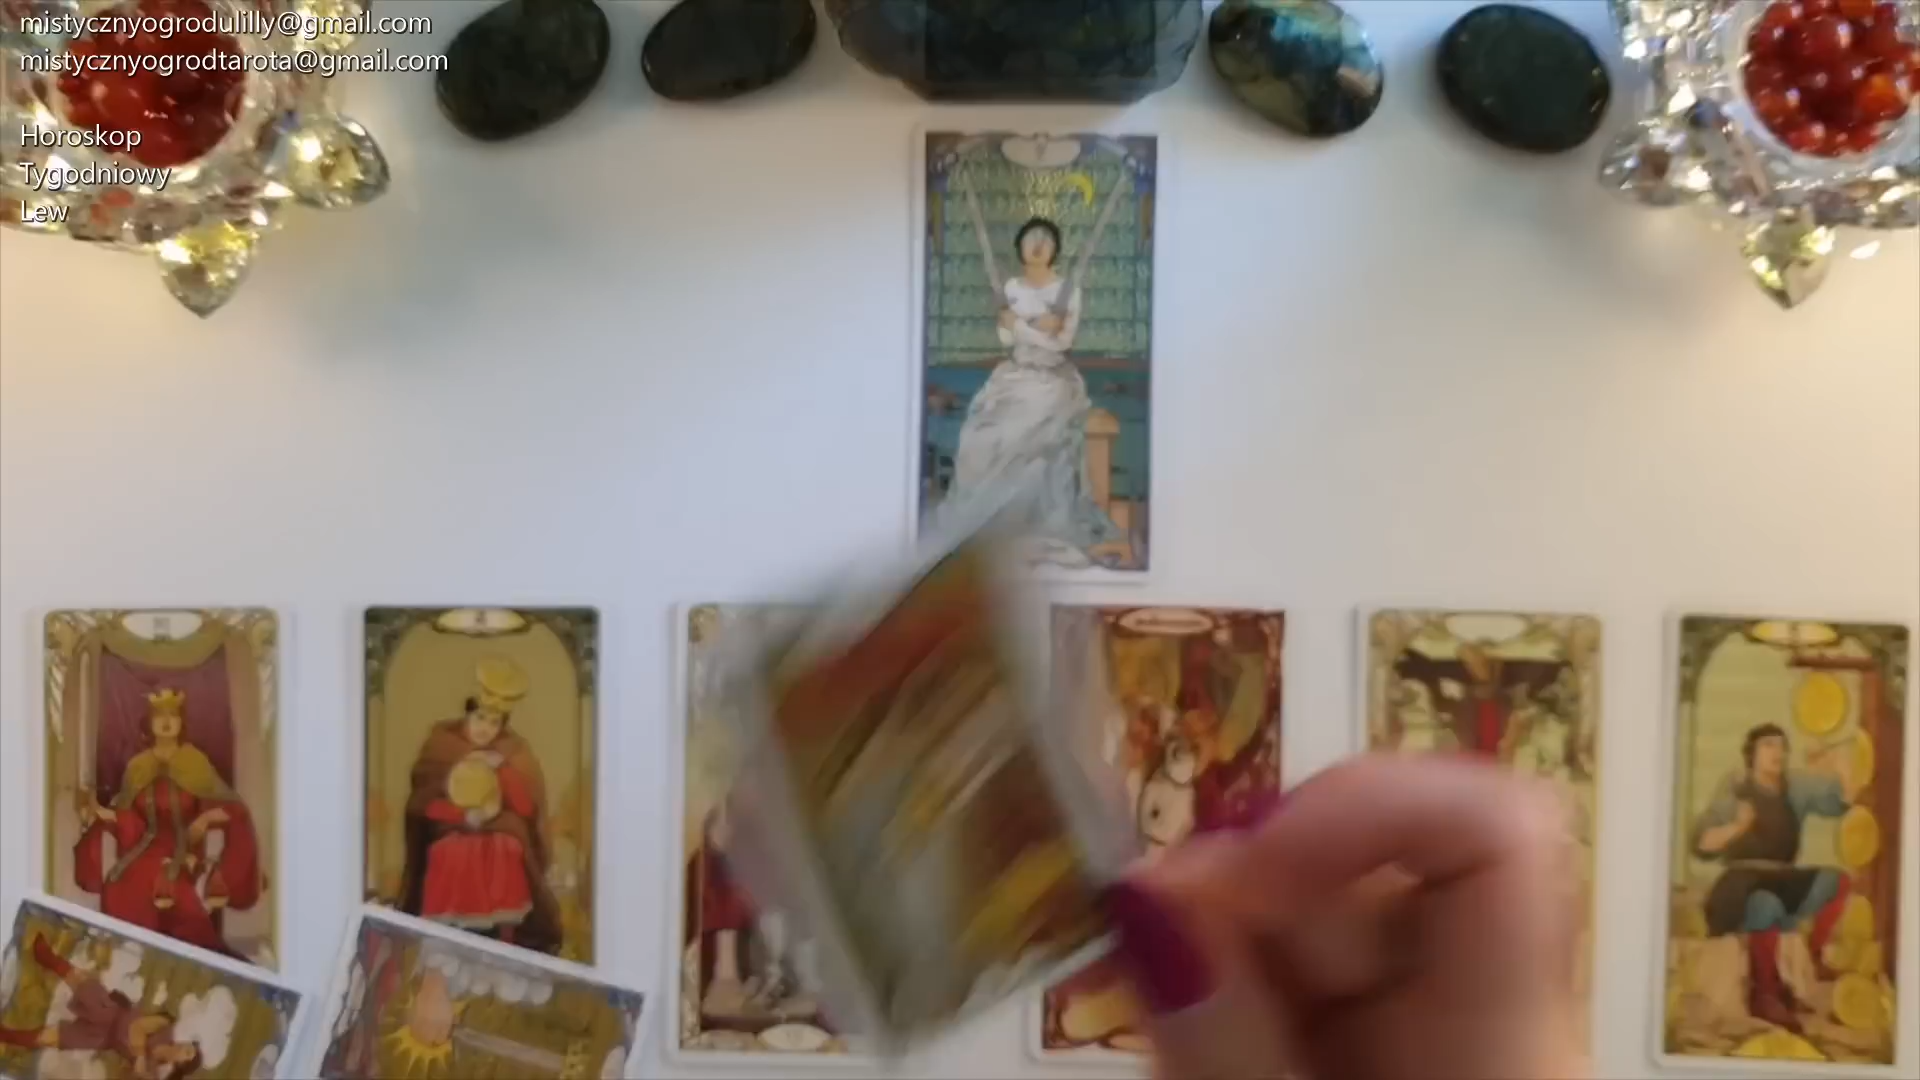 mistycznyogrodulilly@gmail.com
mistycznyogrodtarota@gmail.com
Horoskop
Tygodniowy
Lew